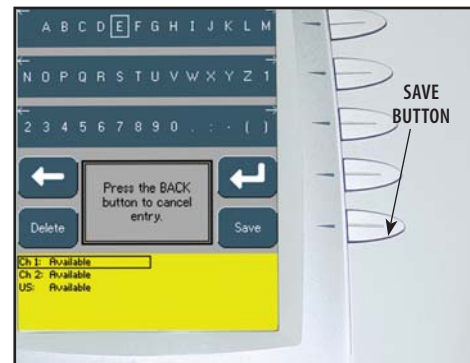 A B C D E F G H I J K L M
N O P Q R S T U V W X Y Z 1
2 3 4 5 6 7 8 9 0 . : - ( )
SAVE
BUTTON
Press the BACK
button to cancel
entry.
Delete
Save
Ch 1: Available
Ch 2: Available
US: Available